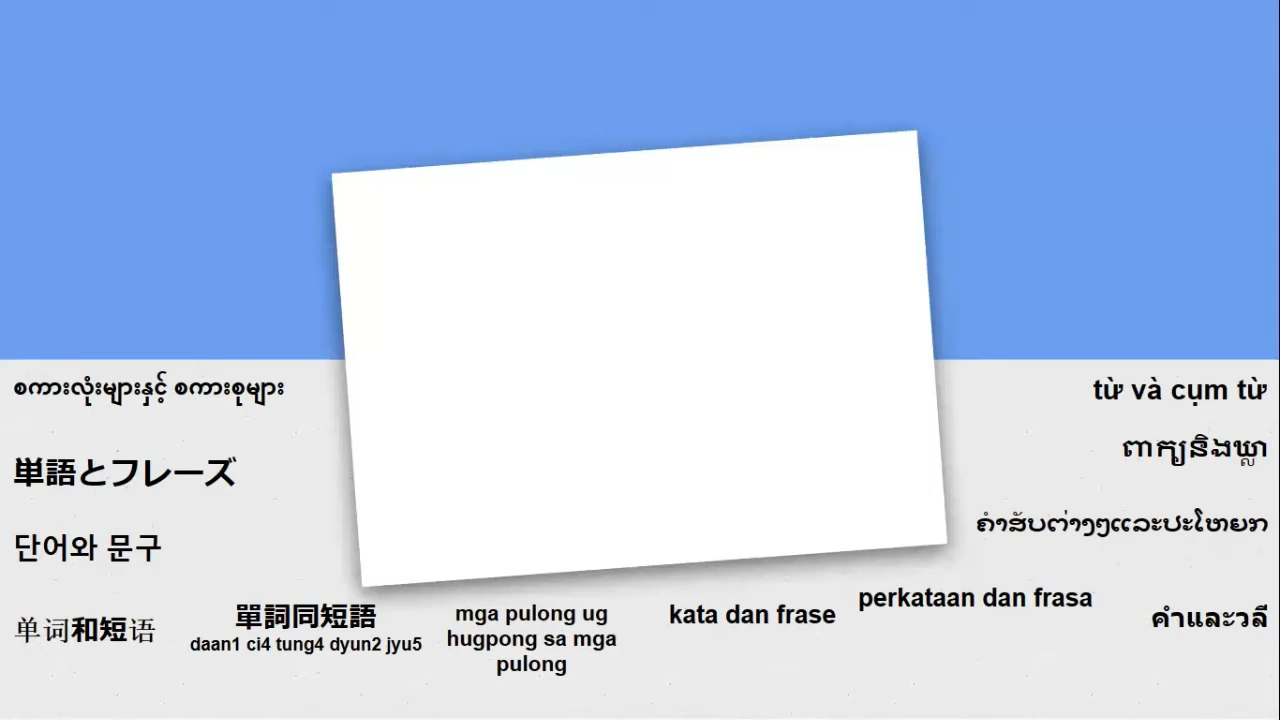 စကားလုံးများနှင့် စကားစုများ
từ và cụm từ
ពាក្យនិងឃ្លា
単語とフレーズ
ຄຳສັບຕ່າງໆແລະປະໂຫຍກ
단어와 문구
单词和短语
單詞同短語
daan1 ci4 tung4 dyun2 jyu5
mga pulong ug
hugpong sa mga
pulong
kata dan frase
perkataan dan frasa
คำและวลี